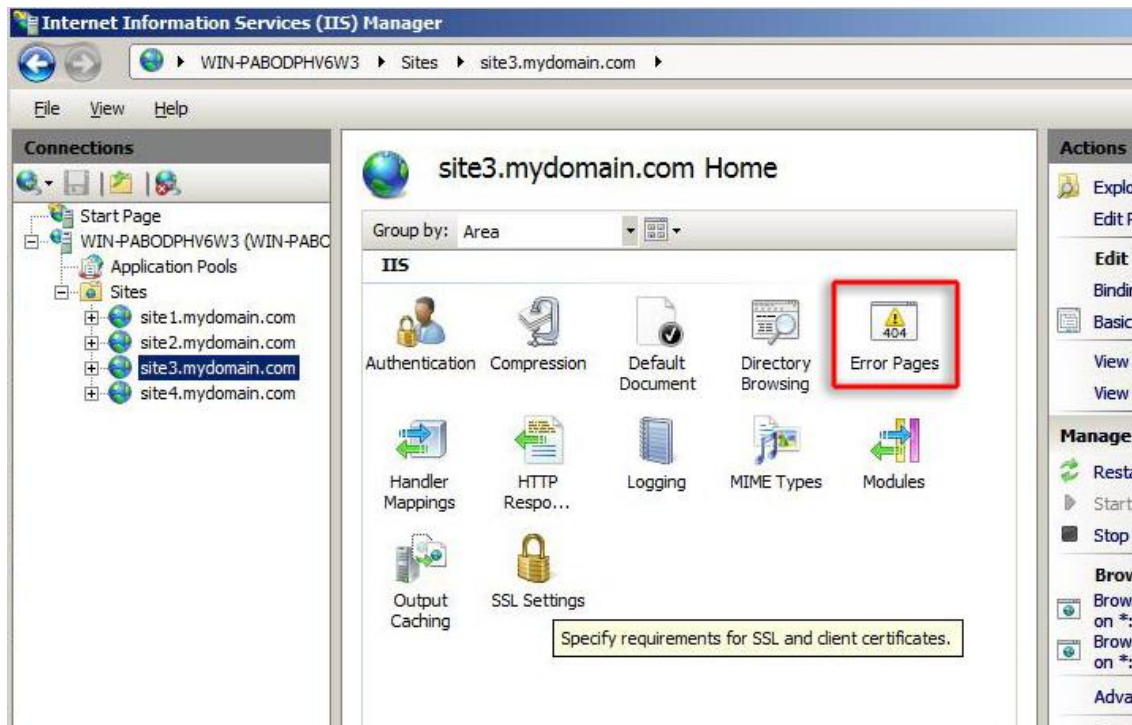 Internet Information Services (IIS) Manager
WIN-PABODPHV6W3 Sites site3.mydomain.com
File View Help
Connections
Start Page
WIN-PABODPHV6W3 (WIN-PABO
Application Pools
Sites
site1.mydomain.com
site2.mydomain.com
site3.mydomain.com
site4.mydomain.com
site3.mydomain.com Home
Group by: Area
IIS
Authentication Compression Default Document Directory Browsing 404 Error Pages
Handler Mappings HTTP Respo... Logging MIME Types Modules
Output Caching SSL Settings
Specify requirements for SSL and client certificates.
Actions
Explo
Edit P
Edit
Bindin
Basic
View
View
Manage
Resta
Start
Stop
Brow
Brow
on *:
Brow
on *:
Adva